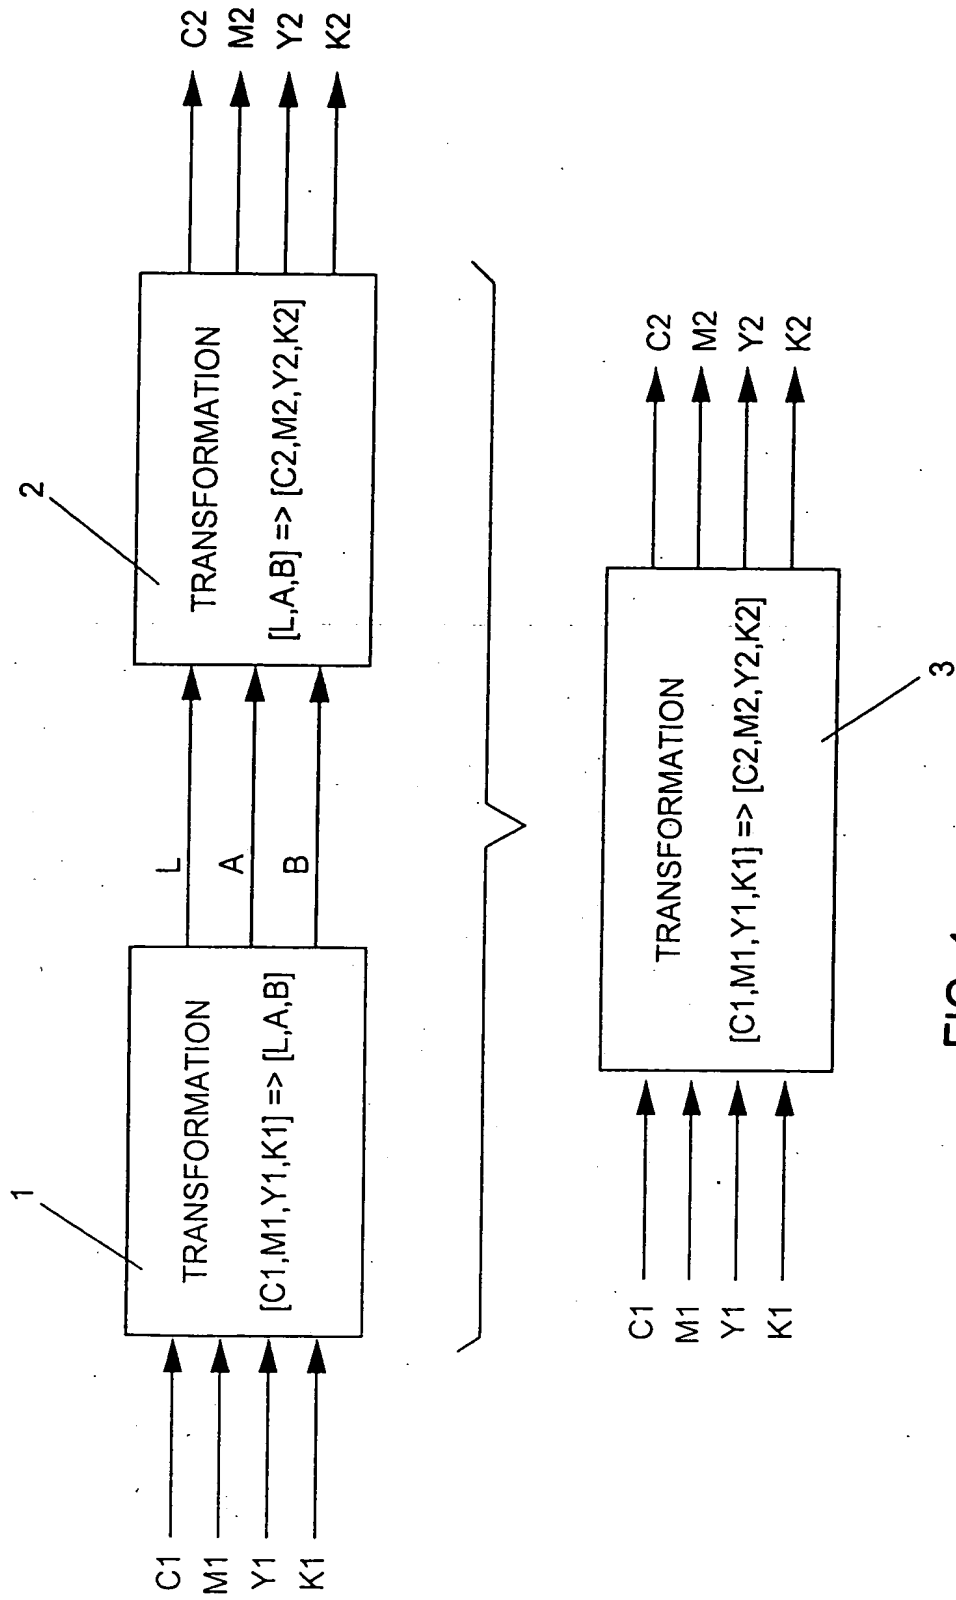 1
2
C1
M1
Y1
K1
TRANSFORMATION
[C1,M1,Y1,K1] => [L,A,B]
L
A
B
TRANSFORMATION
[L,A,B] => [C2,M2,Y2,K2]
C2
M2
Y2
K2
C1
M1
Y1
K1
TRANSFORMATION
[C1,M1,Y1,K1] => [C2,M2,Y2,K2]
C2
M2
Y2
K2
3